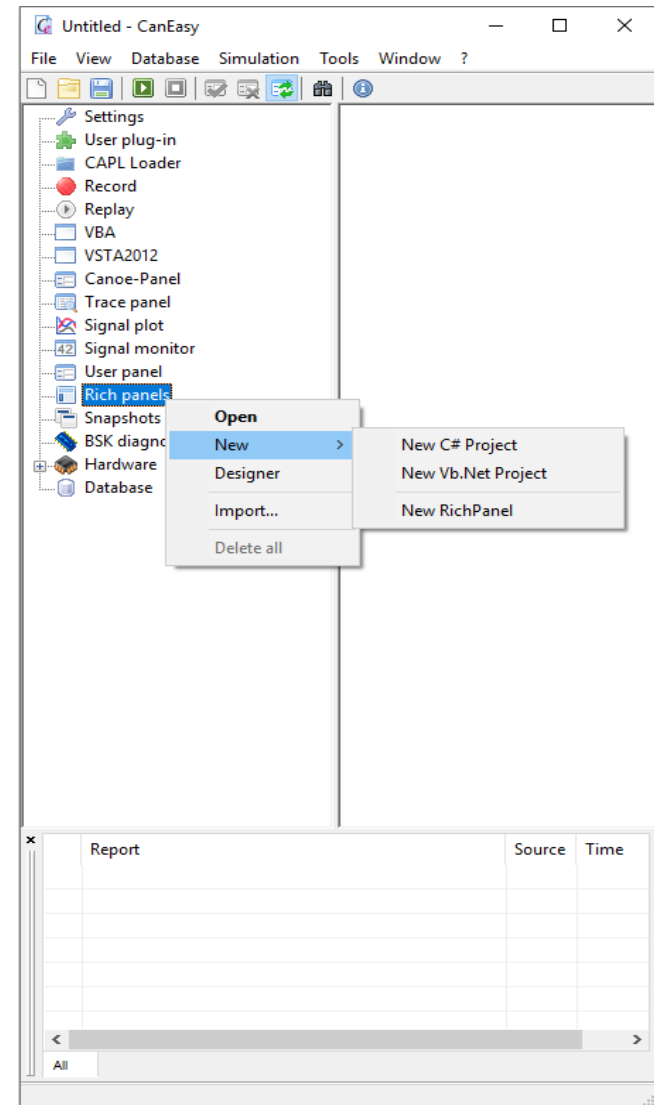 Untitled - CanEasy
File View Database Simulation Tools Window ?
Settings
User plug-in
CAPL Loader
Record
Replay
VBA
VSTA2012
Canoe-Panel
Trace panel
Signal plot
42 Signal monitor
User panel
Rich panels
Snapshots
BSK diagno
Hardware
Database
Open
New
Designer
Import...
Delete all
New C# Project
New Vb.Net Project
New RichPanel
Report Source Time
All